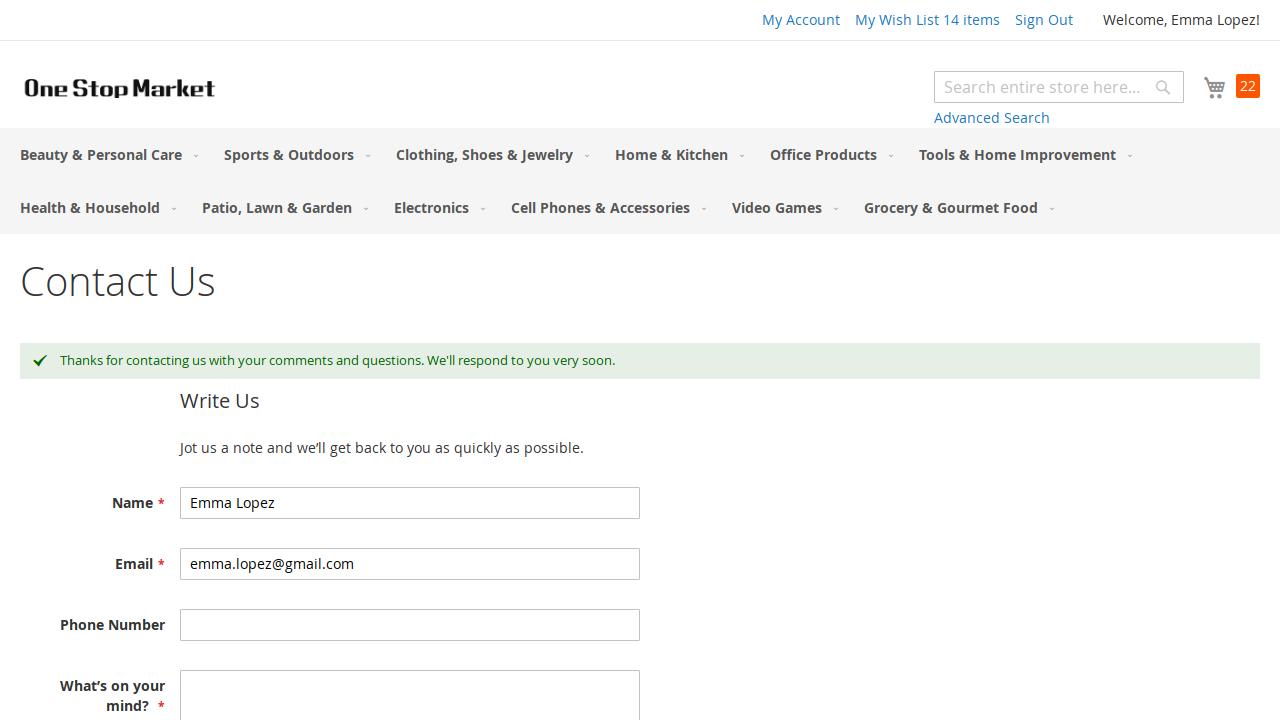 My Account My Wish List 14 items Sign Out Welcome, Emma Lopez!
One Stop Market
Search entire store here...
22
Advanced Search
Beauty & Personal Care Sports & Outdoors Clothing, Shoes & Jewelry Home & Kitchen Office Products Tools & Home Improvement
Health & Household Patio, Lawn & Garden Electronics Cell Phones & Accessories Video Games Grocery & Gourmet Food
Contact Us
Thanks for contacting us with your comments and questions. We'll respond to you very soon.
Write Us
Jot us a note and we’ll get back to you as quickly as possible.
Name * Emma Lopez
Email * emma.lopez@gmail.com
Phone Number
What’s on your
mind? *